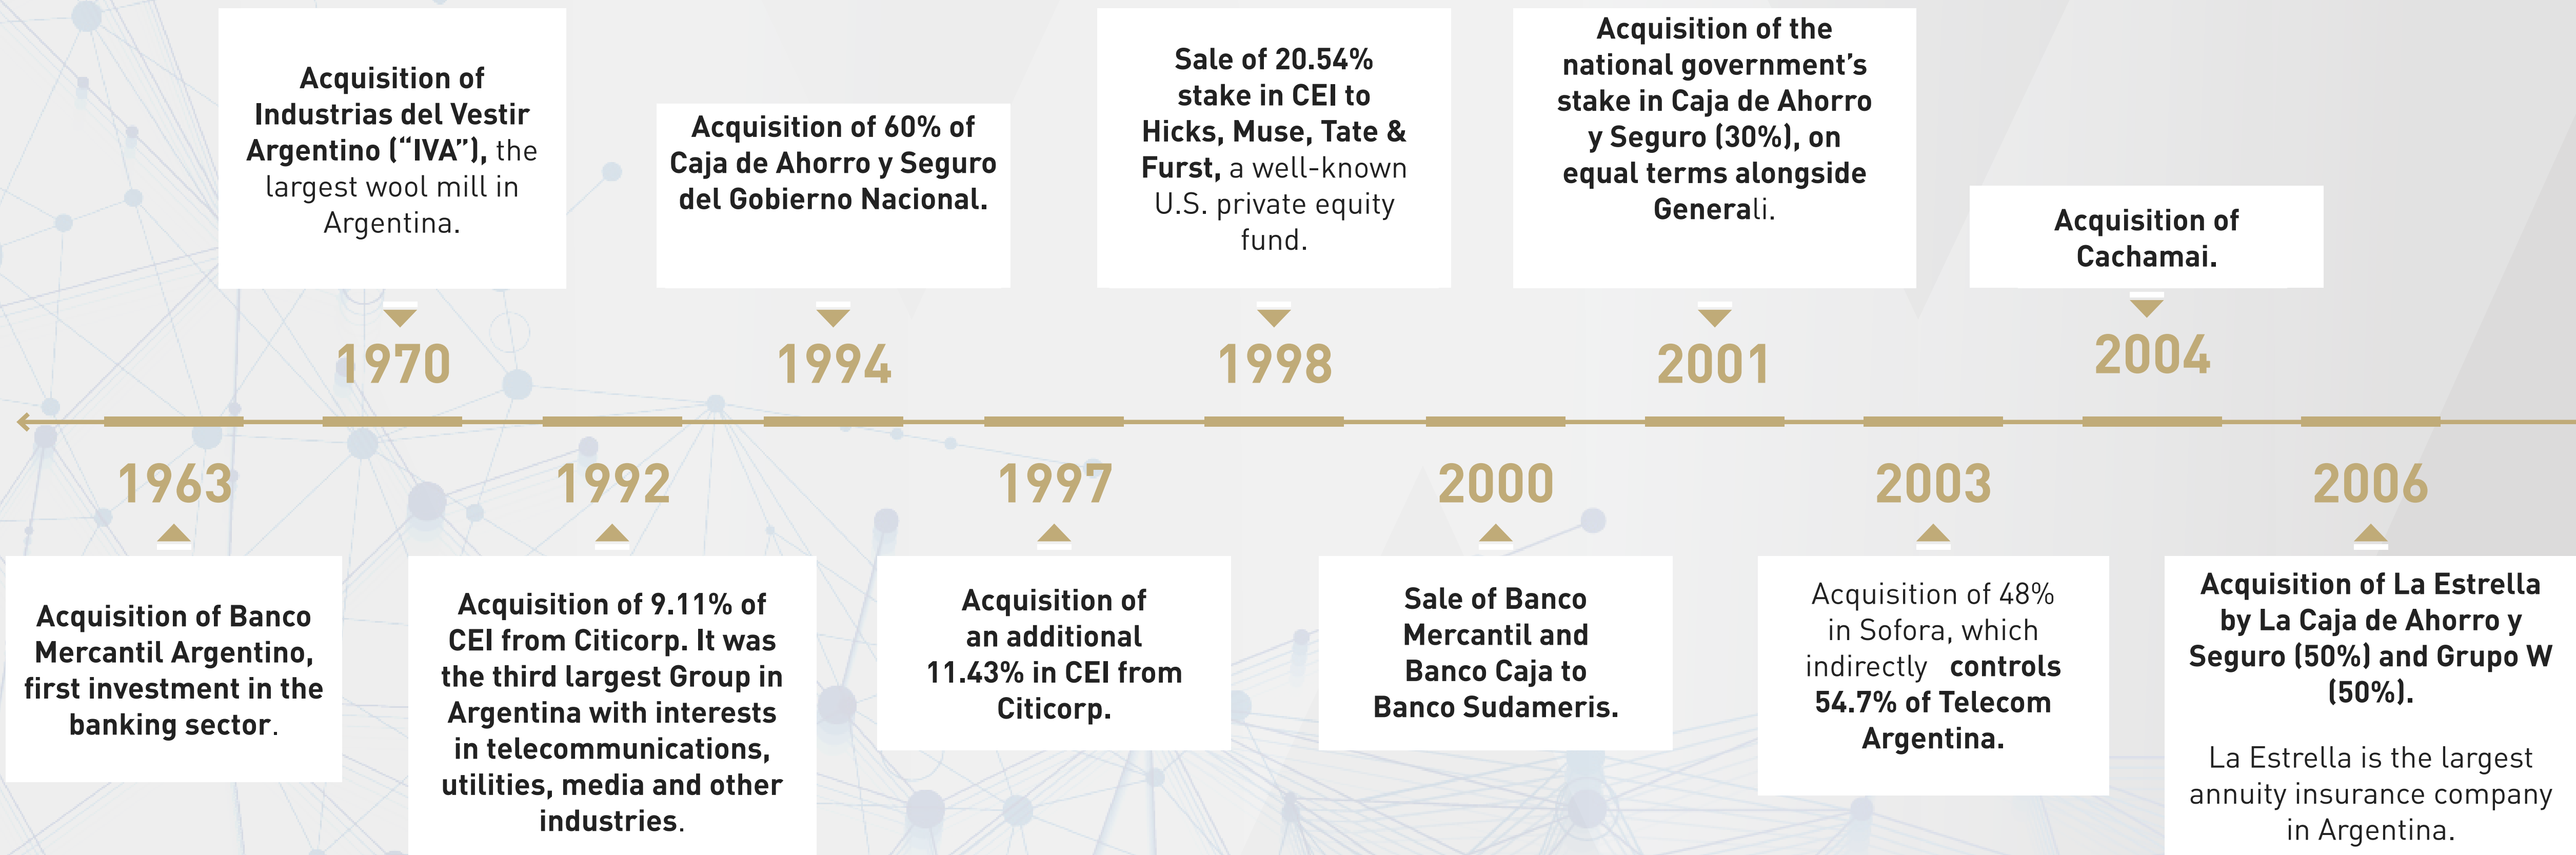 Acquisition of
Industrias del Vestir
Argentino (“IVA”), the
largest wool mill in
Argentina.
1970
Acquisition of 60% of
Caja de Ahorro y Seguro
del Gobierno Nacional.
1994
Sale of 20.54%
stake in CEI to
Hicks, Muse, Tate &
Furst, a well-known
U.S. private equity
fund.
1998
Acquisition of the
national government’s
stake in Caja de Ahorro
y Seguro (30%), on
equal terms alongside
Generali.
2001
Acquisition of
Cachamai.
2004
1963
Acquisition of Banco
Mercantil Argentino,
first investment in the
banking sector.
1992
Acquisition of 9.11% of
CEI from Citicorp. It was
the third largest Group in
Argentina with interests
in telecommunications,
utilities, media and other
industries.
1997
Acquisition of
an additional
11.43% in CEI from
Citicorp.
2000
Sale of Banco
Mercantil and
Banco Caja to
Banco Sudameris.
2003
Acquisition of 48%
in Sofora, which
indirectly controls
54.7% of Telecom
Argentina.
2006
Acquisition of La Estrella
by La Caja de Ahorro y
Seguro (50%) and Grupo W
(50%).
La Estrella is the largest
annuity insurance company
in Argentina.